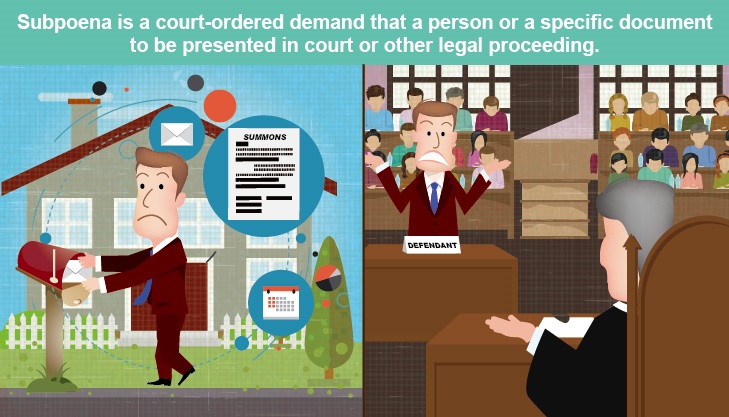 Subpoena is a court-ordered demand that a person or a specific document
to be presented in court or other legal proceeding.
SUMMONS
DEFENDANT